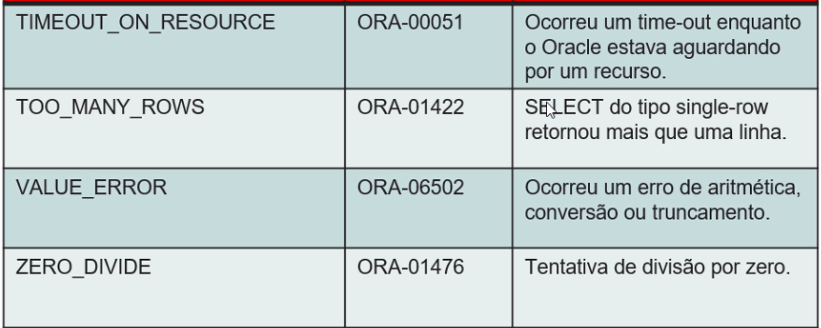 TIMEOUT_ON_RESOURCE ORA-00051 Ocorreu um time-out enquanto
o Oracle estava aguardando
por um recurso.
TOO_MANY_ROWS ORA-01422 SELECT do tipo single-row
retornou mais que uma linha.
VALUE_ERROR ORA-06502 Ocorreu um erro de aritmética,
conversão ou truncamento.
ZERO_DIVIDE ORA-01476 Tentativa de divisão por zero.